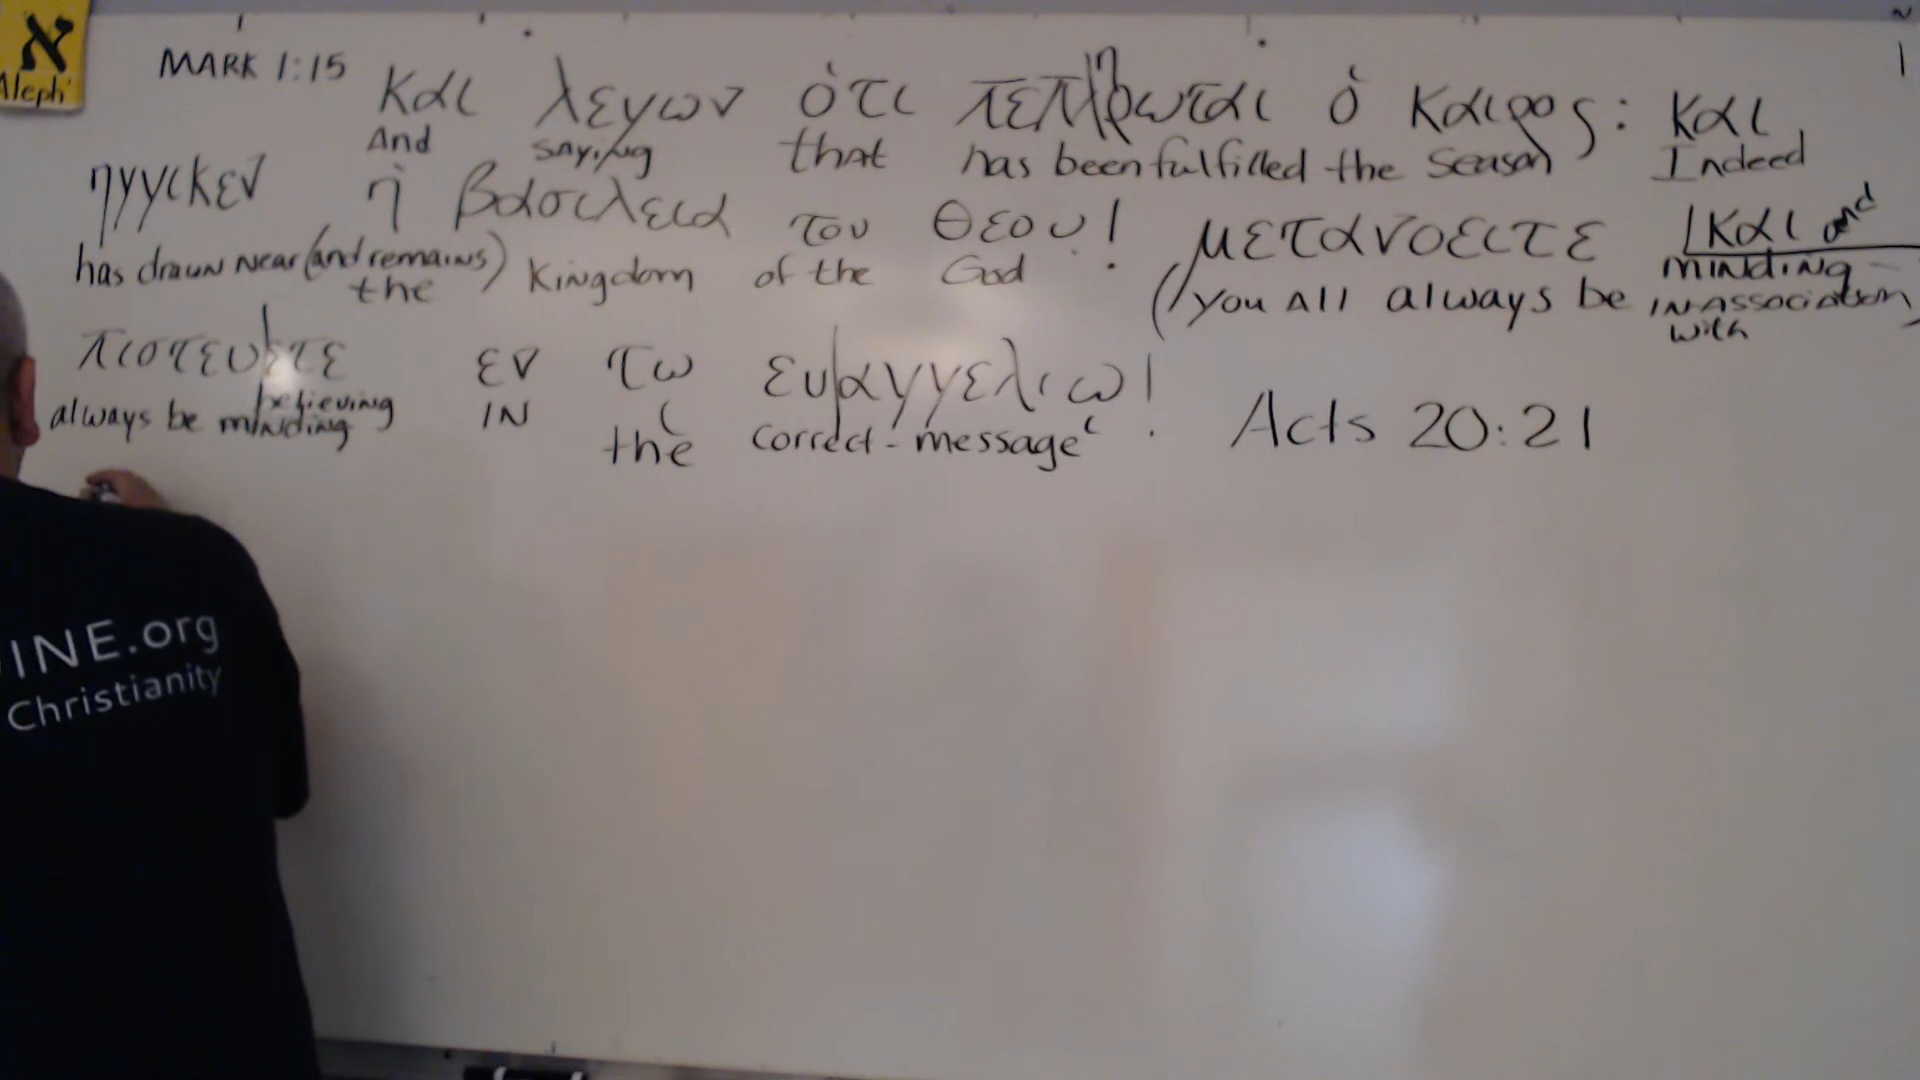 א
Aleph
MARK 1:15
και λεγων ὁτι πεπληρωται ὁ καιρος: και
And saying that has been fulfilled the Season Indeed
ηγγικεν ἡ βασιλεια του θεου! μετανοειτε και and
has drawn near (and remains) the Kingdom of the God (you All always be minding-in-association with
πιστευετε εν τω ευαγγελιω!
always be minding believing IN the correct-message
Acts 20:21
INE.org
Christianity